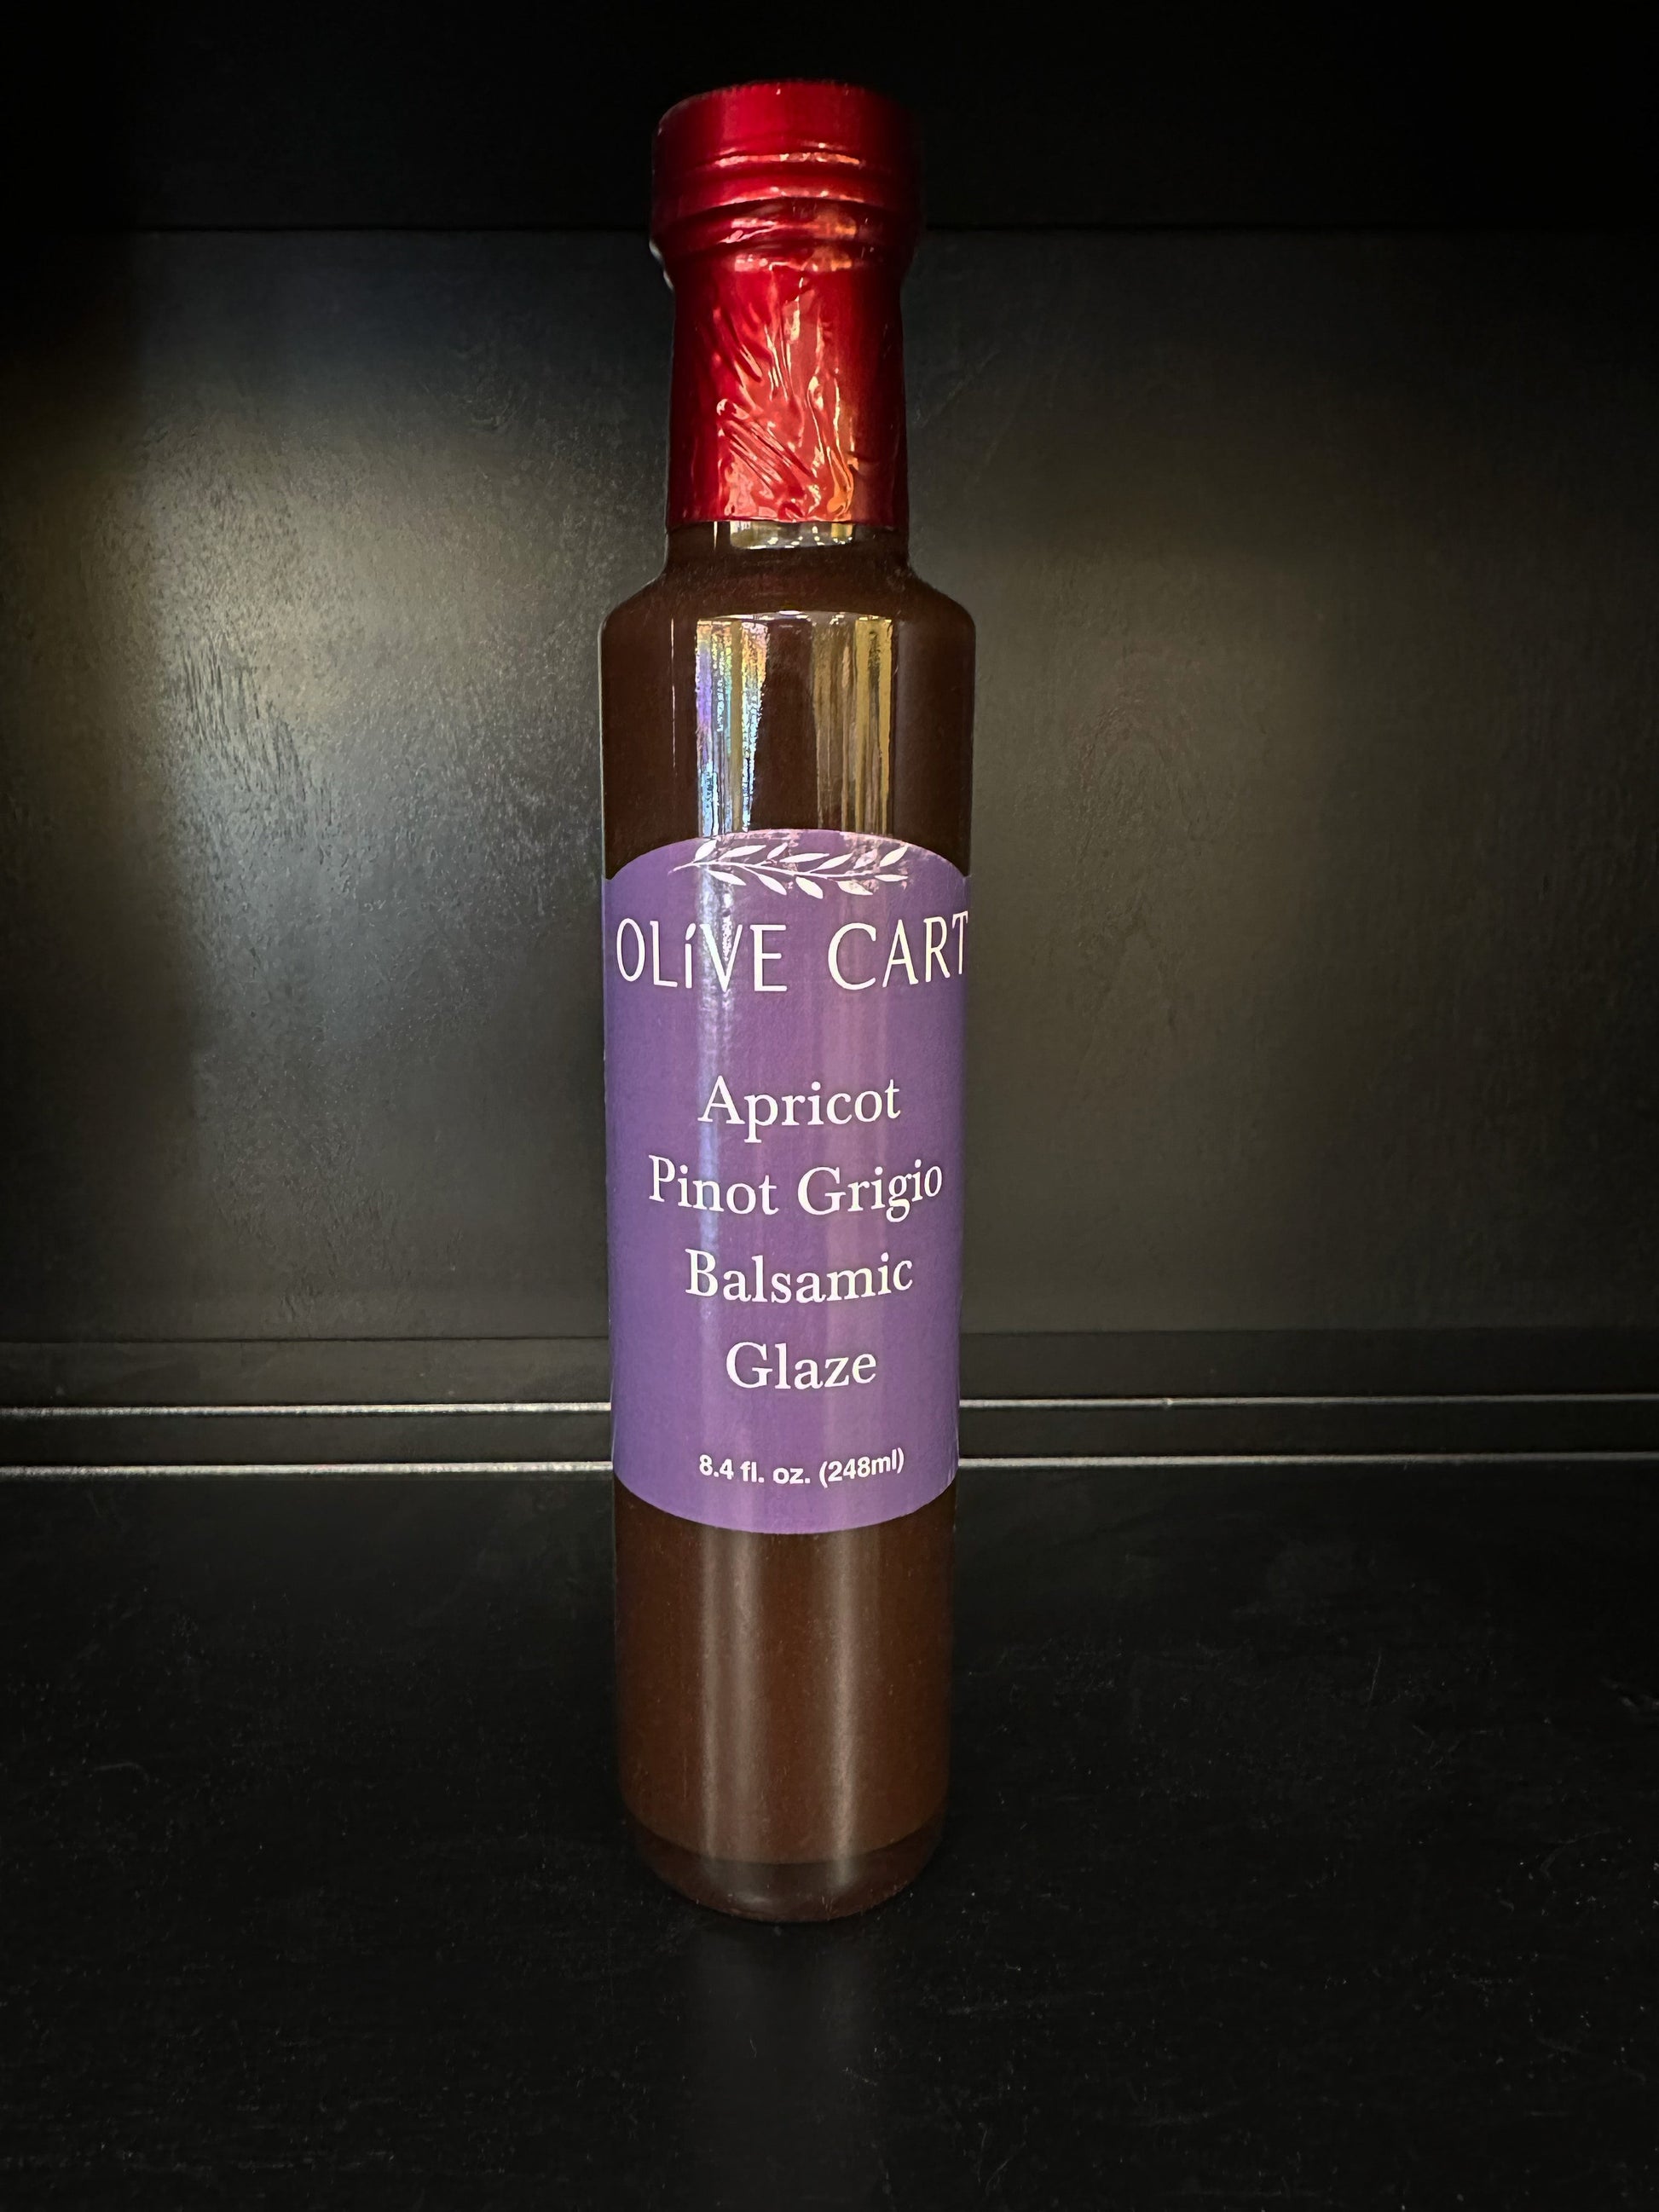 OLíVE CART
Apricot
Pinot Grigio
Balsamic
Glaze
8.4 fl. oz. (248ml)